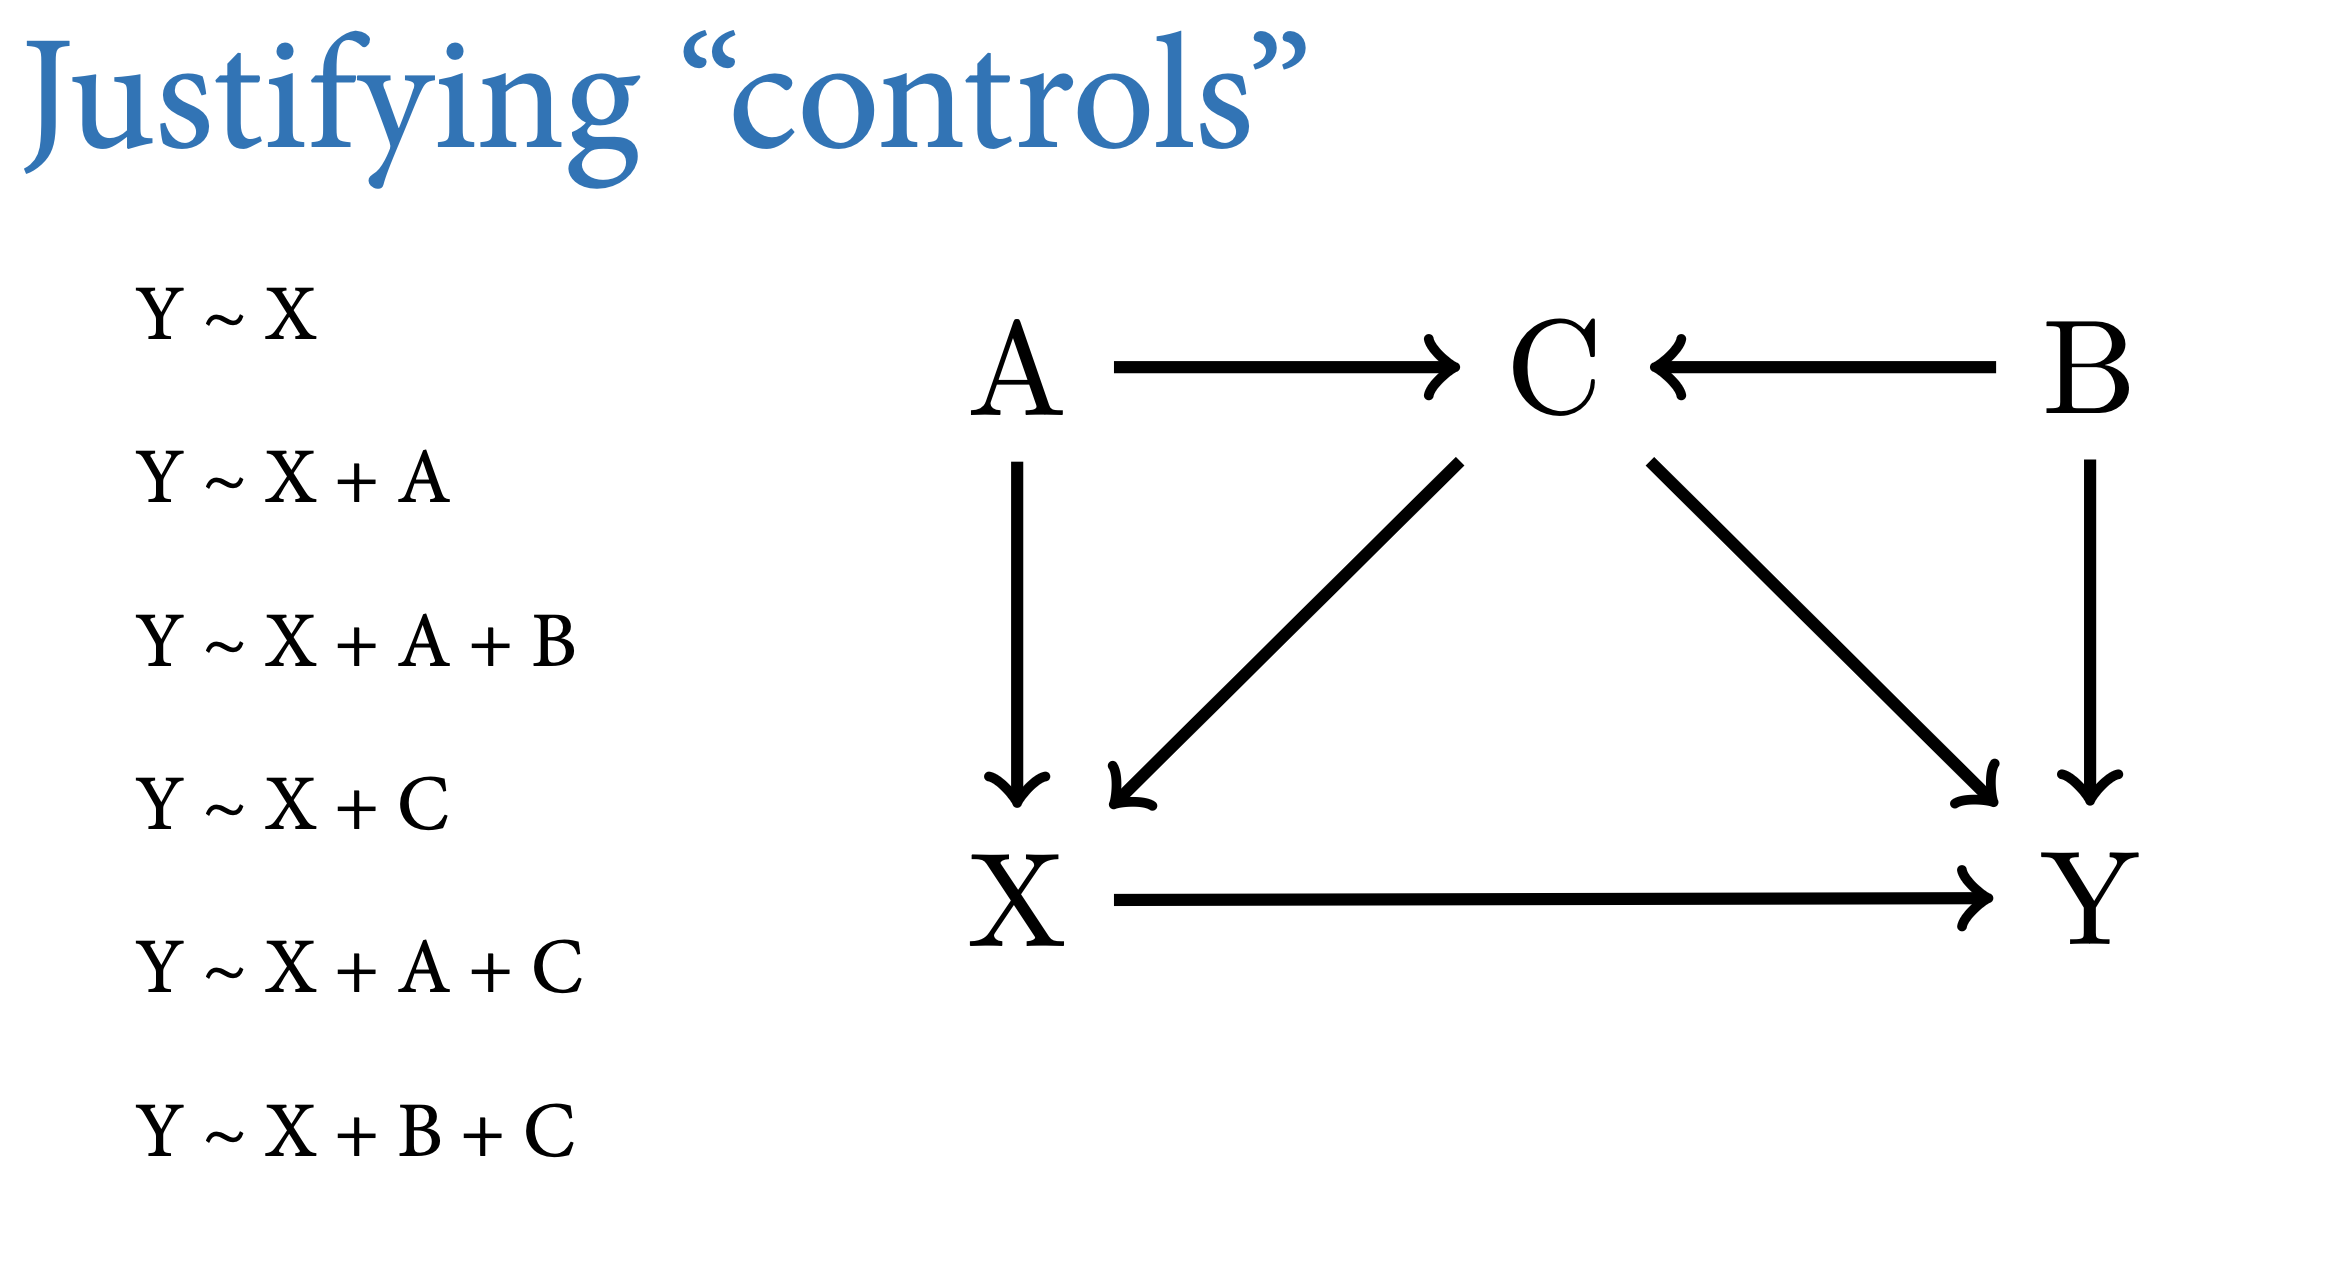 Justifying “controls”
Y ~ X
Y ~ X + A
Y ~ X + A + B
Y ~ X + C
Y ~ X + A + C
Y ~ X + B + C
A C B
X Y